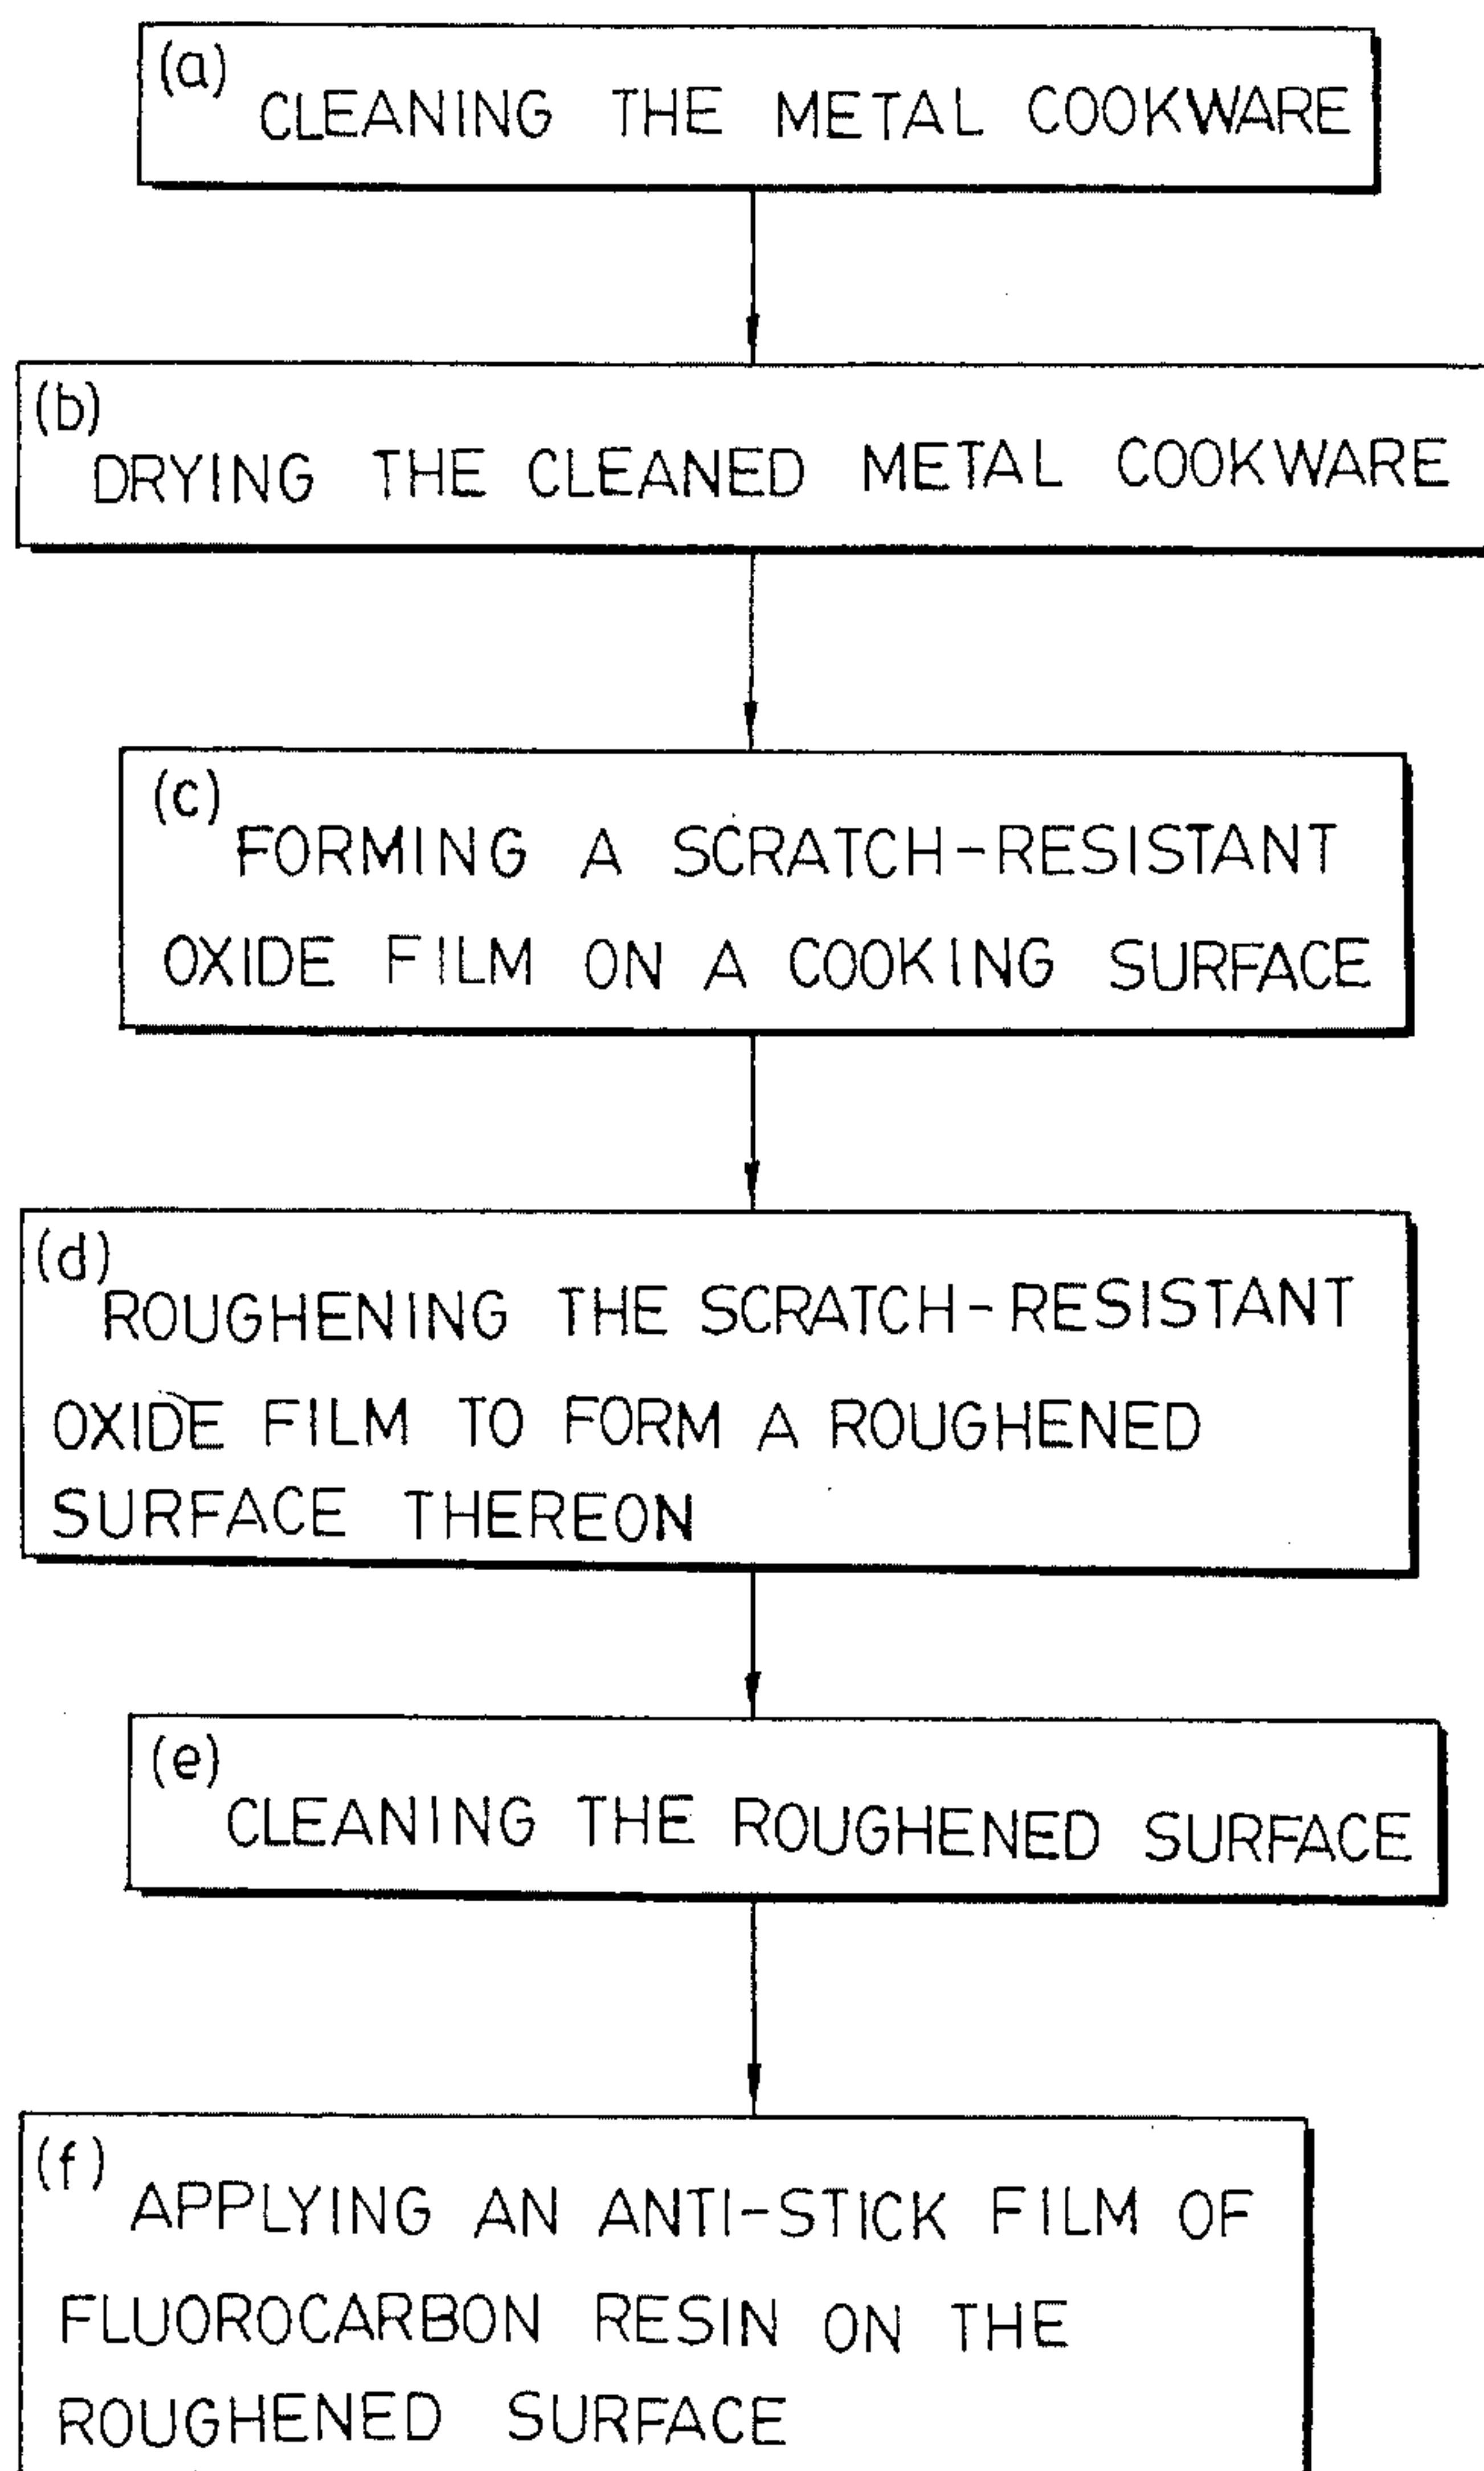 (a)
CLEANING THE METAL COOKWARE
(b)
DRYING THE CLEANED METAL COOKWARE
(c)
FORMING A SCRATCH-RESISTANT
OXIDE FILM ON A COOKING SURFACE
(d)
ROUGHENING THE SCRATCH-RESISTANT
OXIDE FILM TO FORM A ROUGHENED
SURFACE THEREON
(e)
CLEANING THE ROUGHENED SURFACE
(f)
APPLYING AN ANTI-STICK FILM OF
FLUOROCARBON RESIN ON THE
ROUGHENED SURFACE